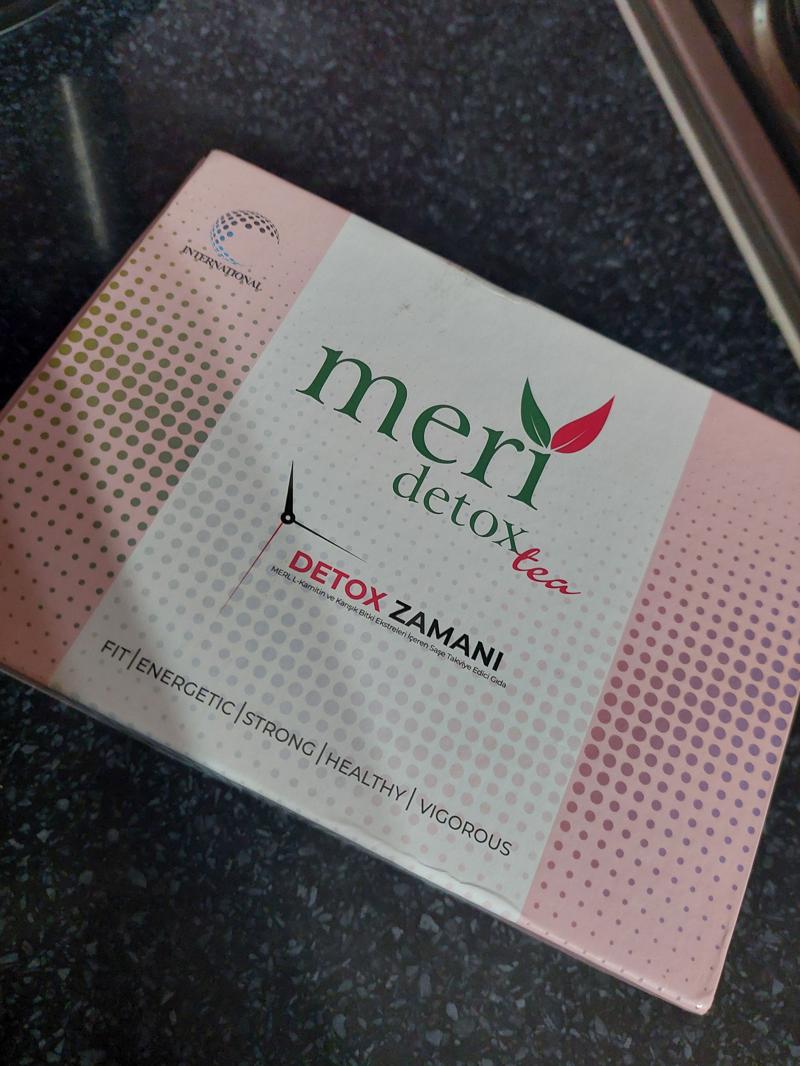 INTERNATIONAL
meri
detox
tea
DETOX ZAMANI
MERI L-Karnitin ve Karışık Bitki Ekstreleri İçeren Saşe Takviye Edici Gıda
FIT|ENERGETIC|STRONG|HEALTHY|VIGOROUS